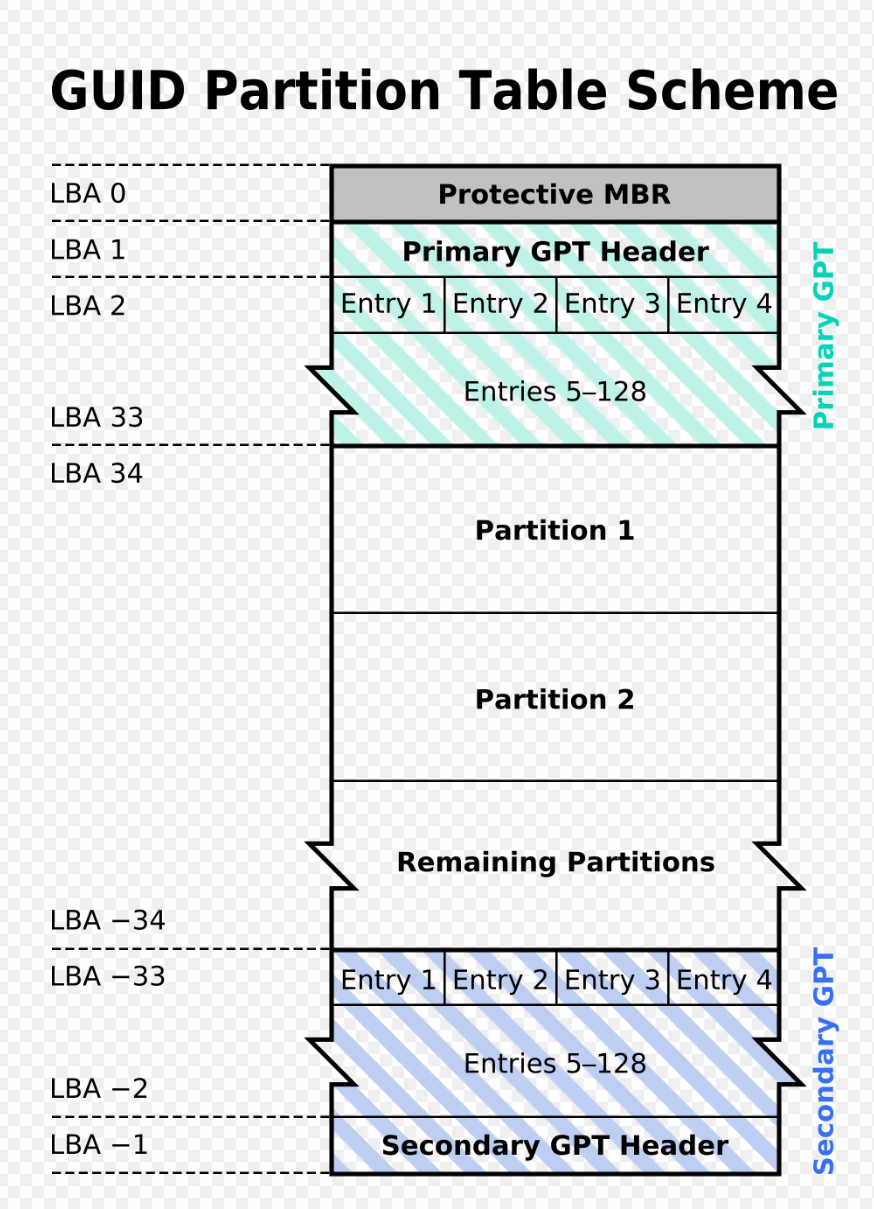 GUID Partition Table Scheme
LBA 0
Protective MBR
LBA 1
Primary GPT Header
LBA 2
Entry 1 Entry 2 Entry 3 Entry 4
Entries 5–128
LBA 33
Primary GPT
LBA 34
Partition 1
Partition 2
Remaining Partitions
LBA −34
LBA −33
Entry 1 Entry 2 Entry 3 Entry 4
Entries 5–128
LBA −2
LBA −1
Secondary GPT Header
Secondary GPT